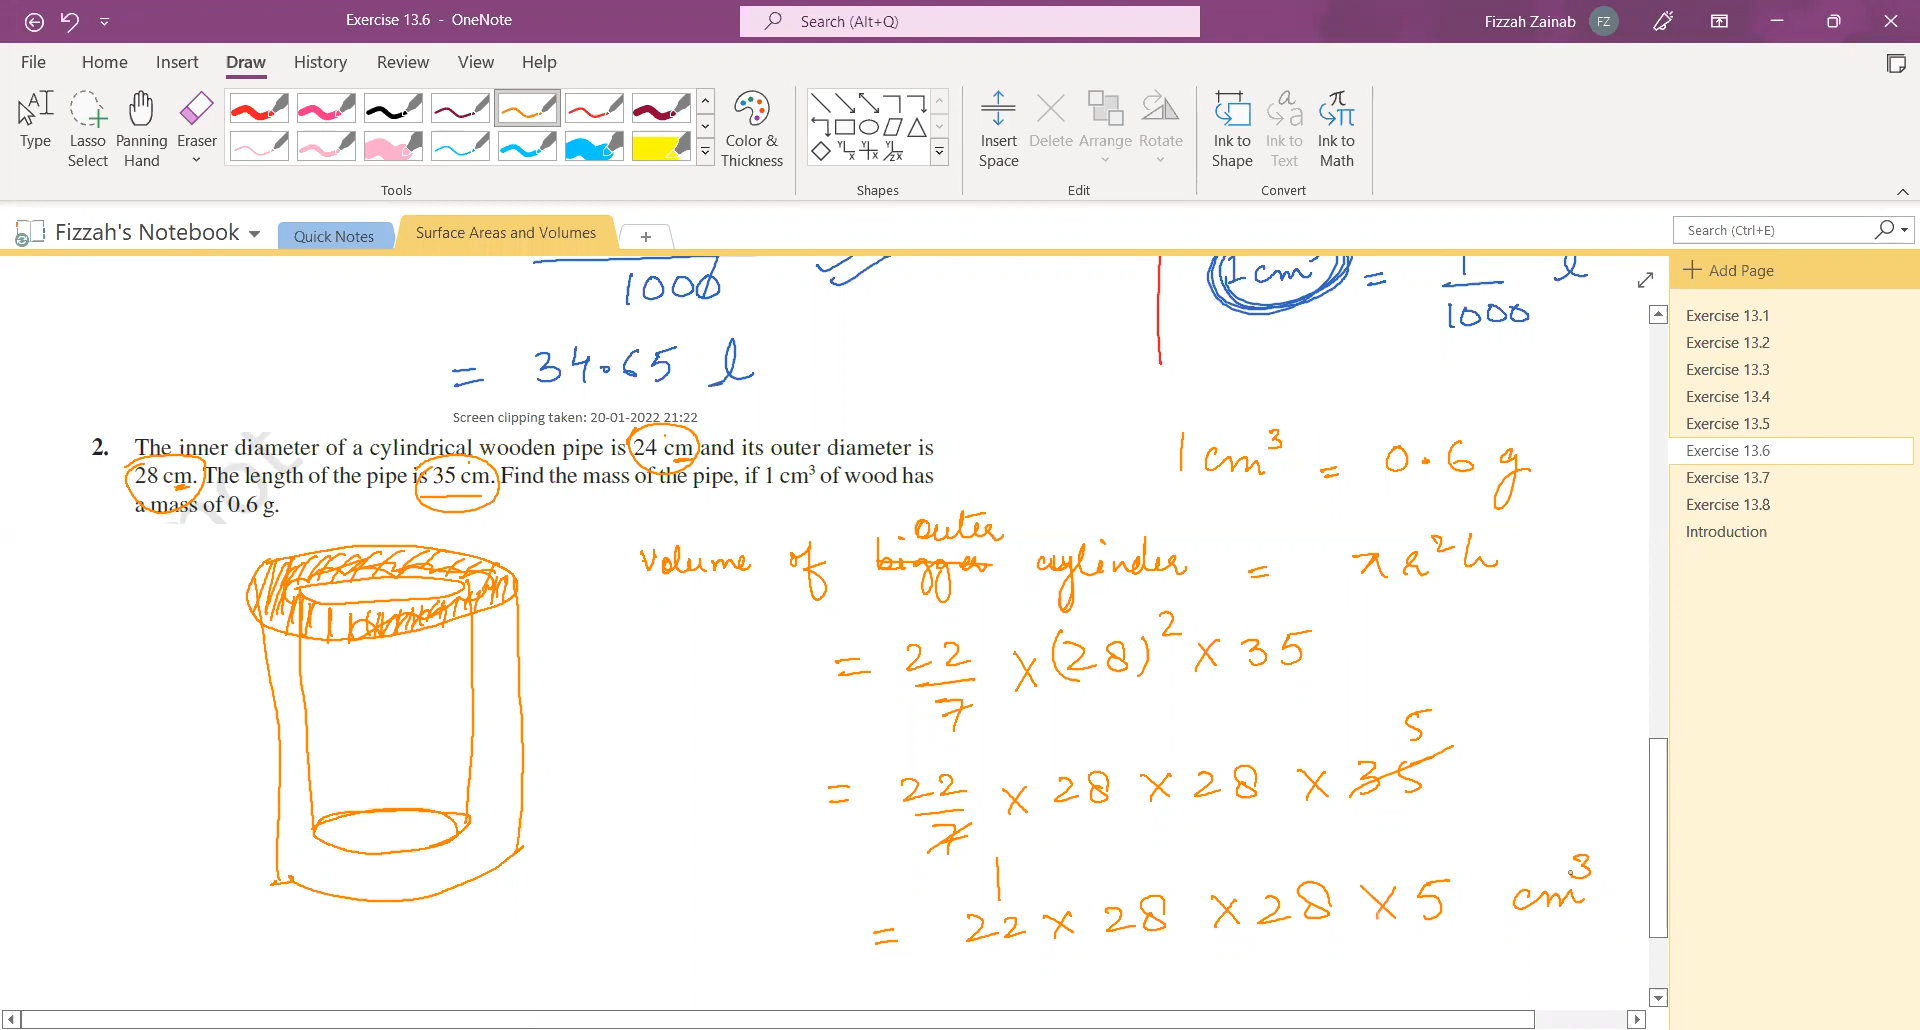 Exercise 13.6 - OneNote
Search (Alt+Q)
Fizzah Zainab FZ
File Home Insert Draw History Review View Help
Type
Lasso Select
Panning Hand
Eraser
Color & Thickness
Insert Space
Delete
Arrange
Rotate
Ink to Shape
Ink to Text
Ink to Math
Tools Shapes Edit Convert
Fizzah's Notebook
Quick Notes
Surface Areas and Volumes
Search (Ctrl+E)
Add Page
Exercise 13.1
Exercise 13.2
Exercise 13.3
Exercise 13.4
Exercise 13.5
Exercise 13.6
Exercise 13.7
Exercise 13.8
Introduction
1000
1 cm³ = 1/1000 l
= 34.65 l
Screen clipping taken: 20-01-2022 21:22
2. The inner diameter of a cylindrical wooden pipe is 24 cm and its outer diameter is
28 cm. The length of the pipe is 35 cm. Find the mass of the pipe, if 1 cm³ of wood has
a mass of 0.6 g.
1 cm³ = 0.6 g
outer
Volume of bigger cylinder = πr²h
= 22/7 × (28)² × 35
= 22/7 × 28 × 28 × 35
5
1
= 22 × 28 × 28 × 5 cm³